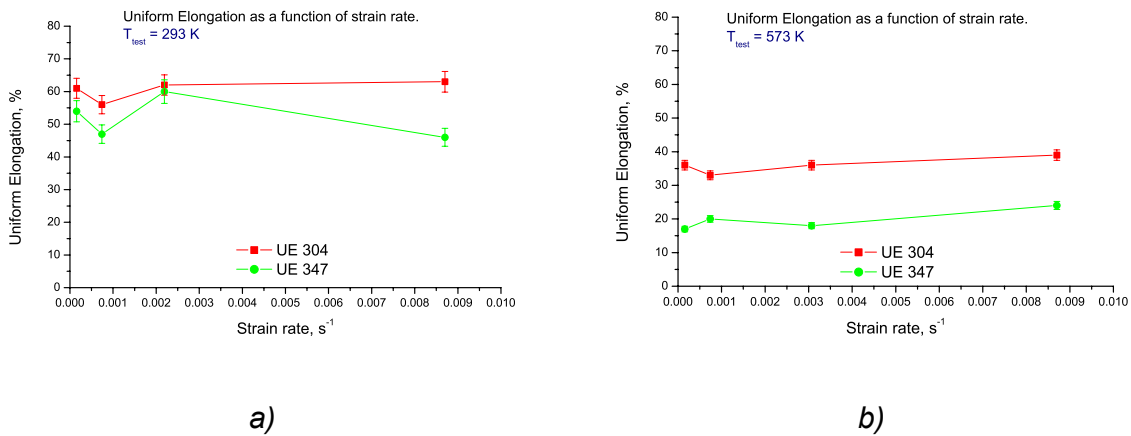 Uniform Elongation as a function of strain rate.
T_test = 293 K
Uniform Elongation, %
80
70
60
50
40
30
20
10
0
UE 304
UE 347
0.000 0.001 0.002 0.003 0.004 0.005 0.006 0.007 0.008 0.009 0.010
Strain rate, s⁻¹
a)
Uniform Elongation as a function of strain rate.
T_test = 573 K
Uniform Elongation, %
80
70
60
50
40
30
20
10
0
UE 304
UE 347
0.000 0.001 0.002 0.003 0.004 0.005 0.006 0.007 0.008 0.009 0.010
Strain rate, s⁻¹
b)